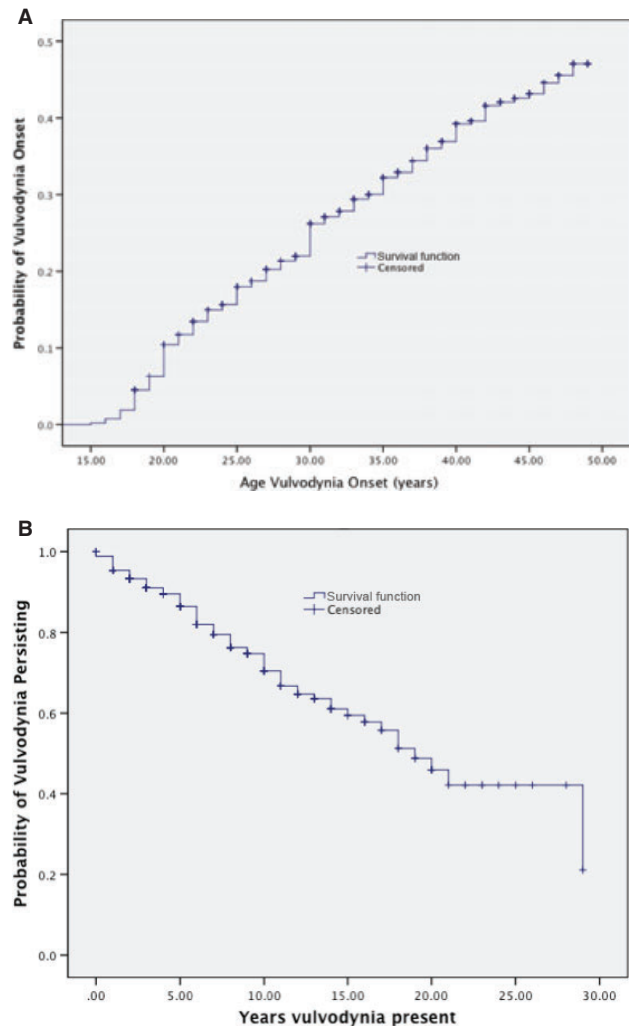 A
Probability of Vulvodynia Onset
0.5
0.4
0.3
0.2
0.1
0.0
Survival function
Censored
15.00 20.00 25.00 30.00 35.00 40.00 45.00 50.00
Age Vulvodynia Onset (years)
B
Probability of Vulvodynia Persisting
1.0
0.8
0.6
0.4
0.2
0.0
Survival function
Censored
.00 5.00 10.00 15.00 20.00 25.00 30.00
Years vulvodynia present